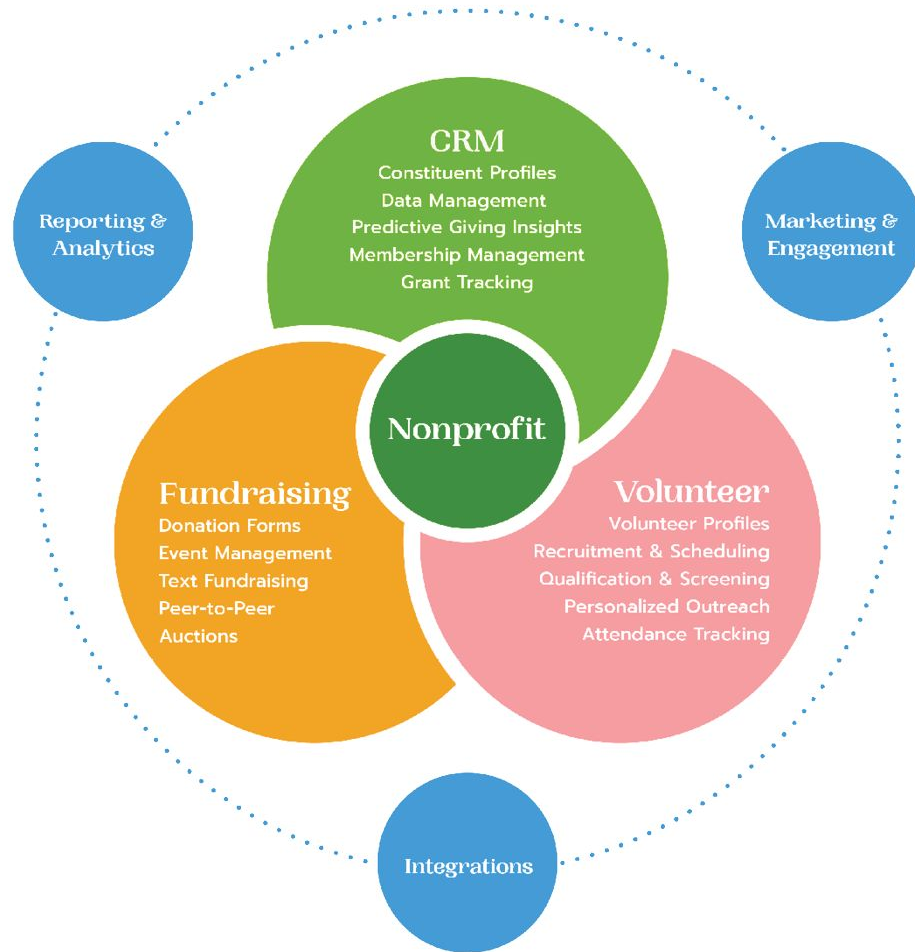 CRM
Constituent Profiles
Data Management
Predictive Giving Insights
Membership Management
Grant Tracking
Reporting &
Analytics
Marketing &
Engagement
Nonprofit
Fundraising
Donation Forms
Event Management
Text Fundraising
Peer-to-Peer
Auctions
Volunteer
Volunteer Profiles
Recruitment & Scheduling
Qualification & Screening
Personalized Outreach
Attendance Tracking
Integrations